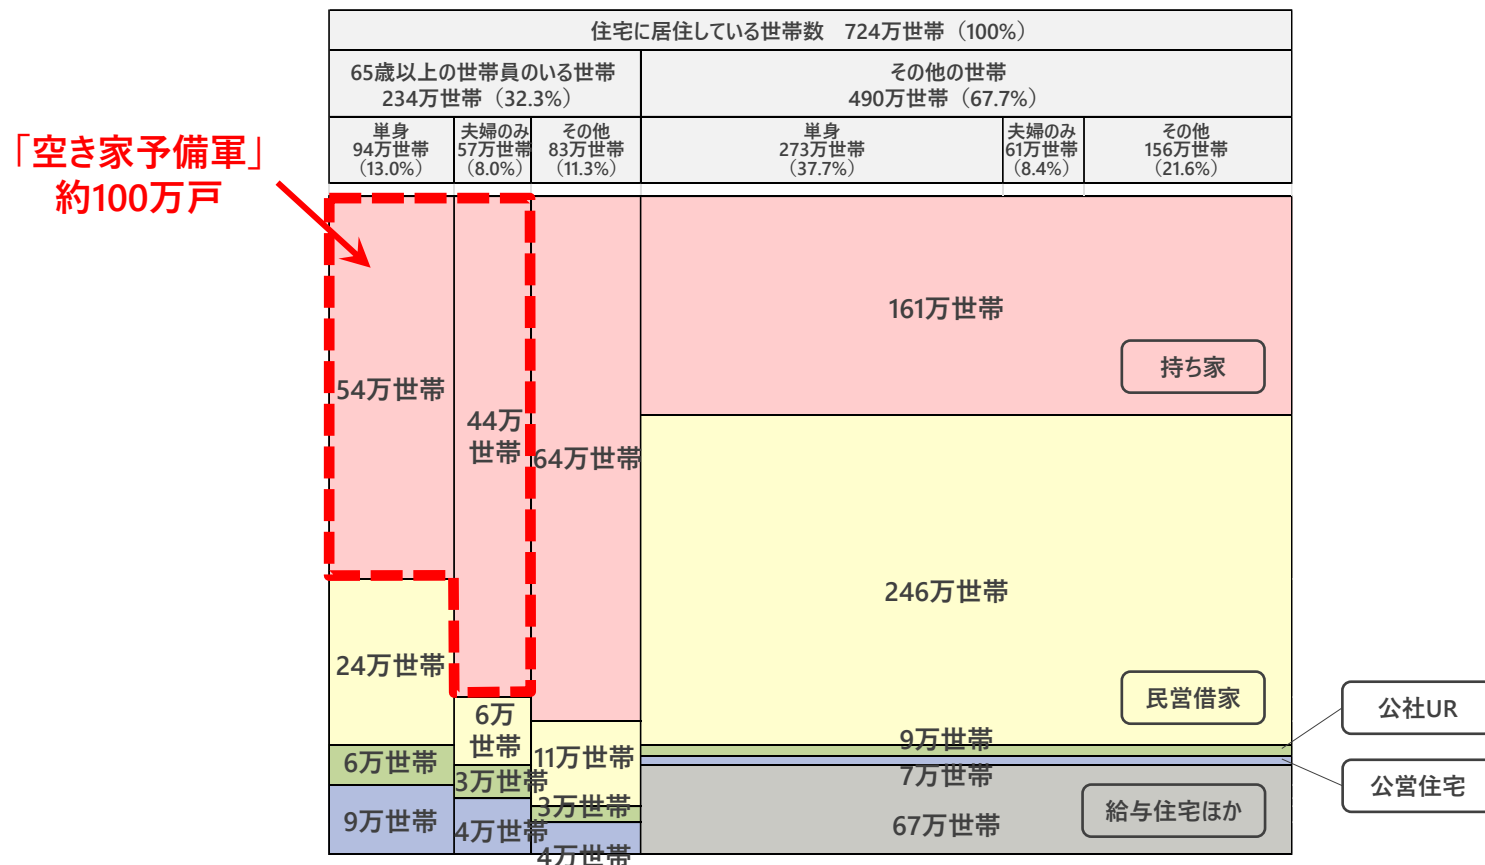 住宅に居住している世帯数　724万世帯（100%）
65歳以上の世帯員のいる世帯
234万世帯（32.3%）
その他の世帯
490万世帯（67.7%）
単身
94万世帯
（13.0%）
夫婦のみ
57万世帯
（8.0%）
その他
83万世帯
（11.3%）
単身
273万世帯
（37.7%）
夫婦のみ
61万世帯
（8.4%）
その他
156万世帯
（21.6%）
「空き家予備軍」
約100万戸
161万世帯
持ち家
54万世帯
44万
世帯
64万世帯
246万世帯
24万世帯
民営借家
6万
世帯
公社UR
9万世帯
11万世帯
6万世帯
3万世帯
7万世帯
公営住宅
3万世帯
給与住宅ほか
9万世帯
4万世帯
67万世帯
4万世帯